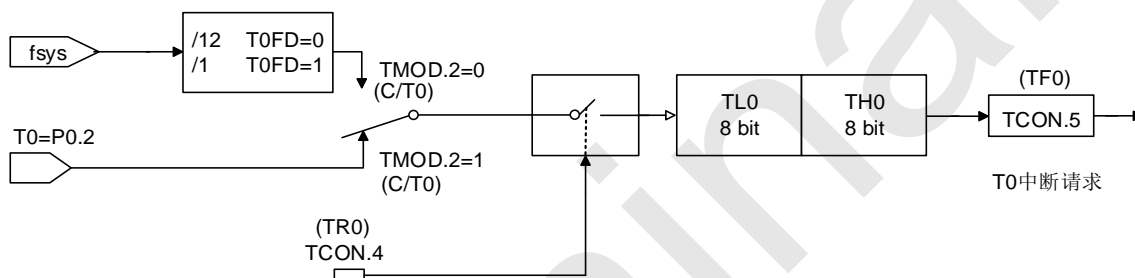 fsys
/12 T0FD=0
/1 T0FD=1
TMOD.2=0
(C/T0)
T0=P0.2
TMOD.2=1
(C/T0)
(TR0)
TCON.4
TL0
8 bit
TH0
8 bit
(TF0)
TCON.5
T0中断请求